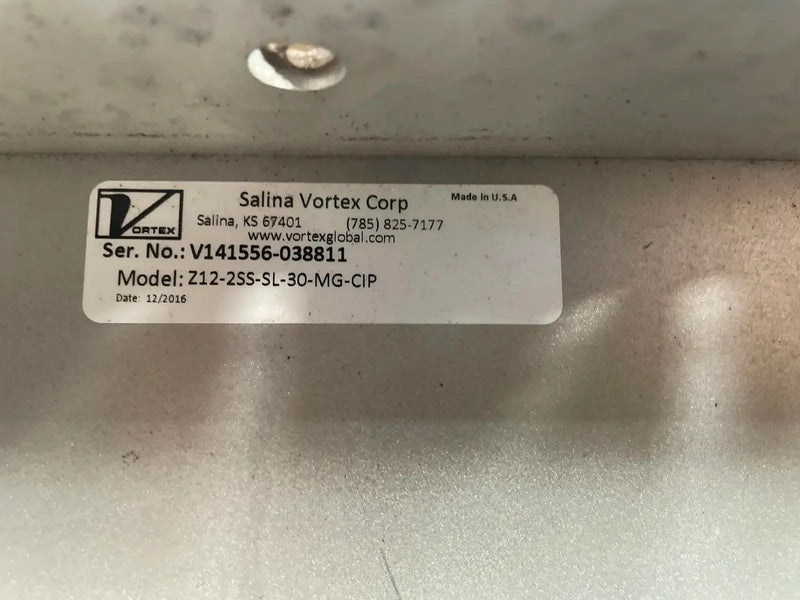 VORTEX
Salina Vortex Corp Made In U.S.A
Salina, KS 67401 (785) 825-7177
www.vortexglobal.com
Ser. No.: V141556-038811
Model: Z12-2SS-SL-30-MG-CIP
Date: 12/2016